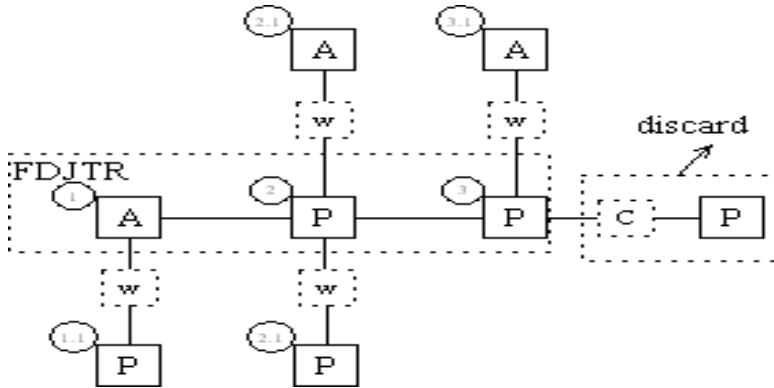 2.1 A 3.1 A
w w
discard
FDJTR
1 A 2 P 3 P C P
w w
1.1 P 2.1 P